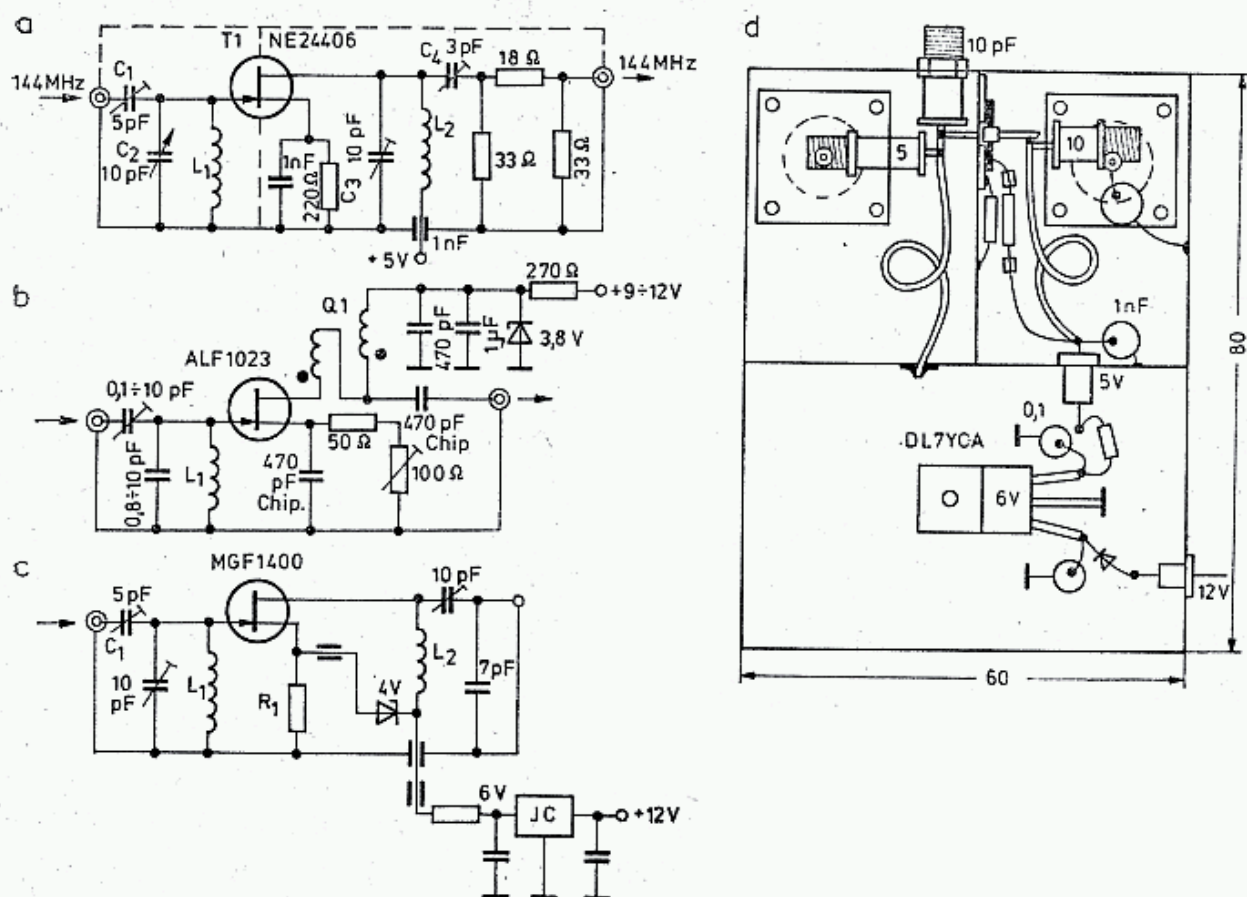 a
T1 NE24406
144MHz
C1
5pF
C2
10 pF
L1
1nF
220Ω
C3
10 pF
C4
3pF
L2
18 Ω
33 Ω
33 Ω
144MHz
1nF
+ 5V
b
ALF1023
Q1
270 Ω
+9÷12V
470 pF
1µF
3,8 V
0,1÷10 pF
0,8÷10 pF
L1
470
pF
Chip.
50 Ω
470 pF
Chip
100 Ω
c
MGF1400
5pF
C1
10
pF
L1
R1
4V
10 pF
L2
7pF
6V
JC
+12V
d
10 pF
5
10
1nF
5V
0,1
DL7YCA
6V
12V
80
60